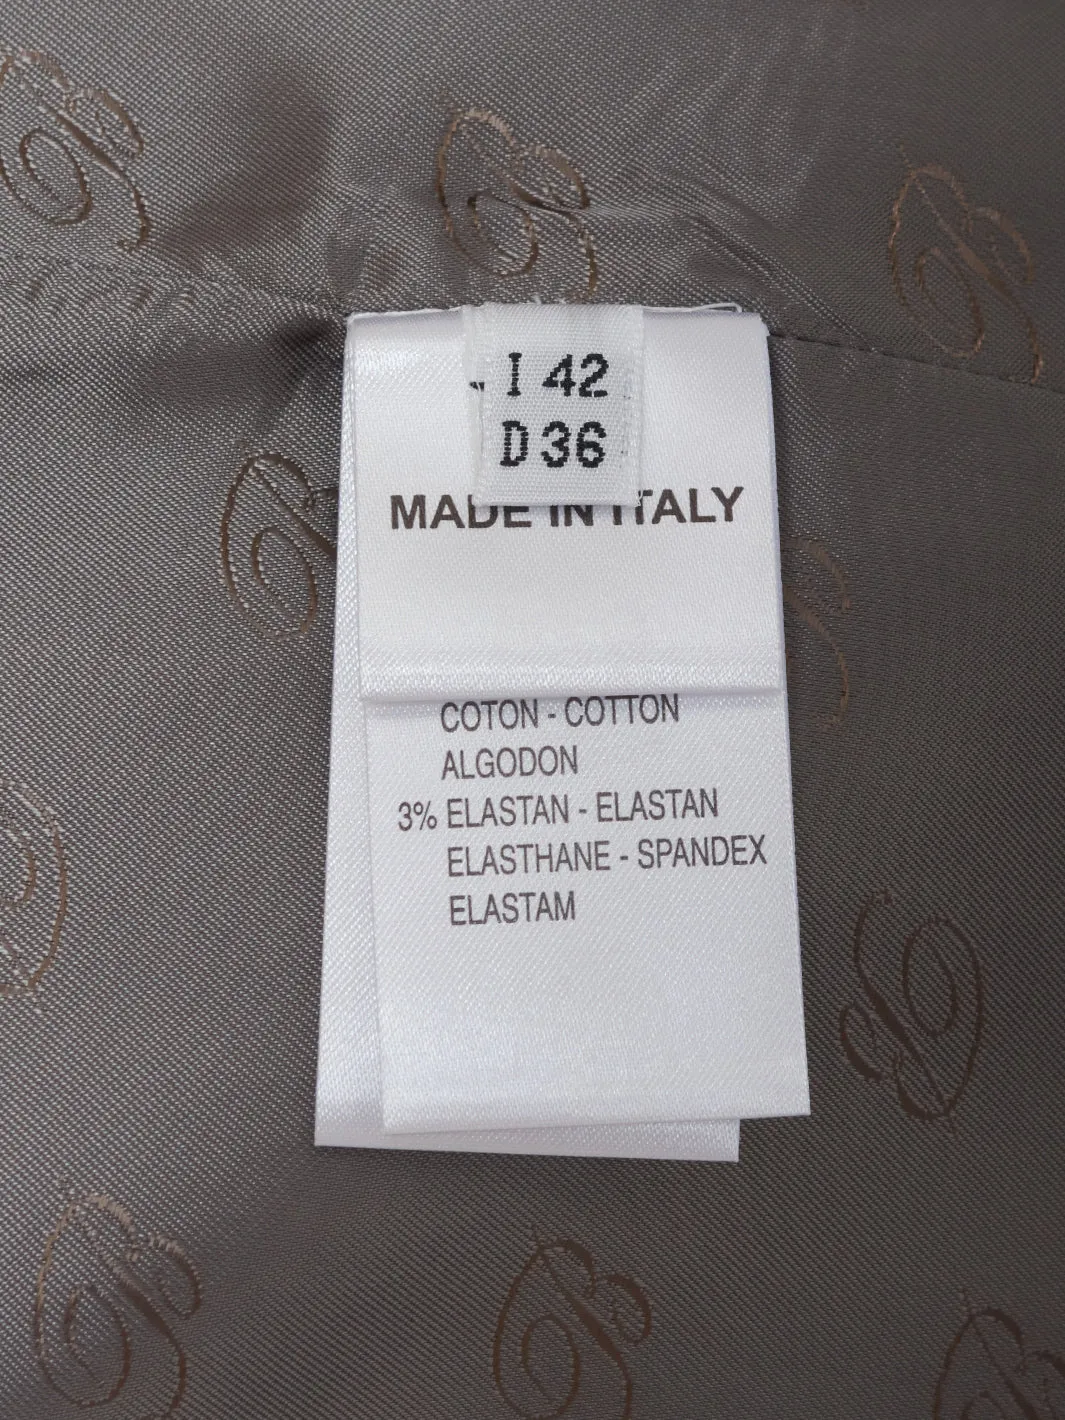 I 42
D 36
MADE IN ITALY
COTON - COTTON
ALGODON
3% ELASTAN - ELASTAN
ELASTHANE - SPANDEX
ELASTAM